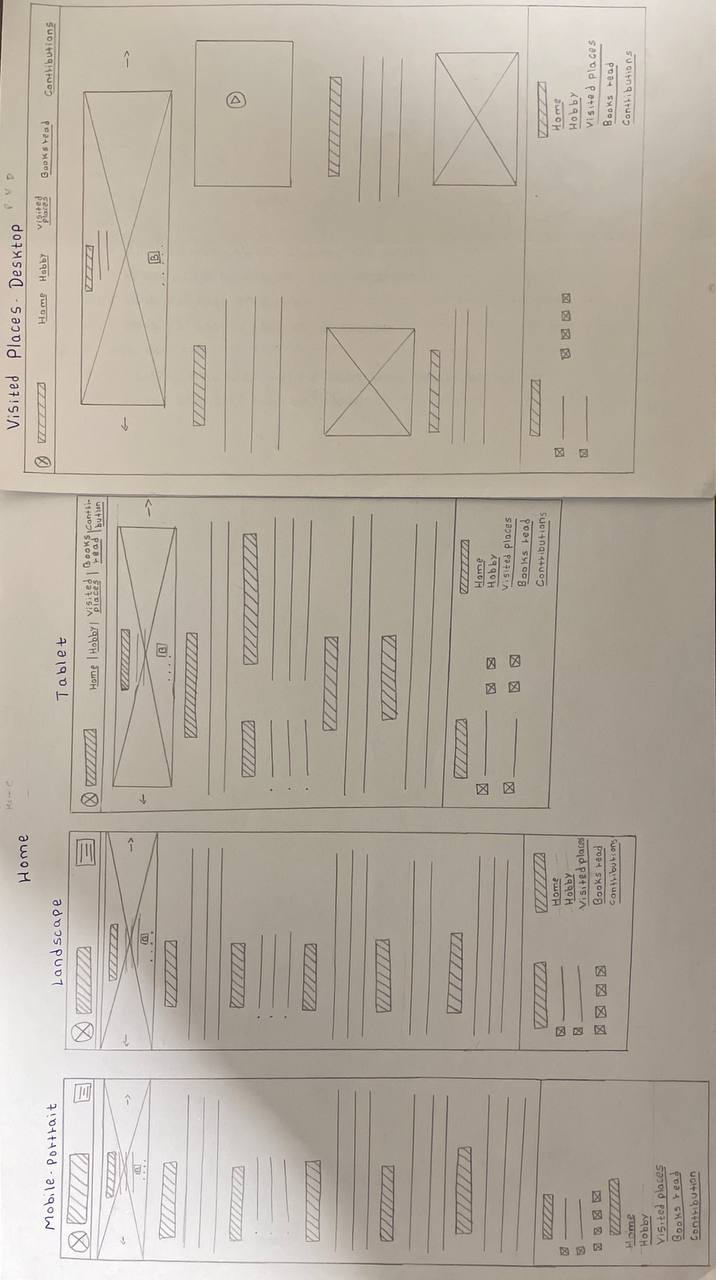 Visited Places. Desktop
Home Hobby Visited places Books read Contributions
B
Home
Hobby
Visited places
Books read
Contributions
Home
Tablet
Home | Hobby | Visited places | Books read | Contri-bution
B
Home
Hobby
Visited places
Books read
Contributions
Landscape
B
Home
Hobby
Visited places
Books read
Contributions
Mobile. portrait
B
Home
Hobby
Visited places
Books read
Contribution